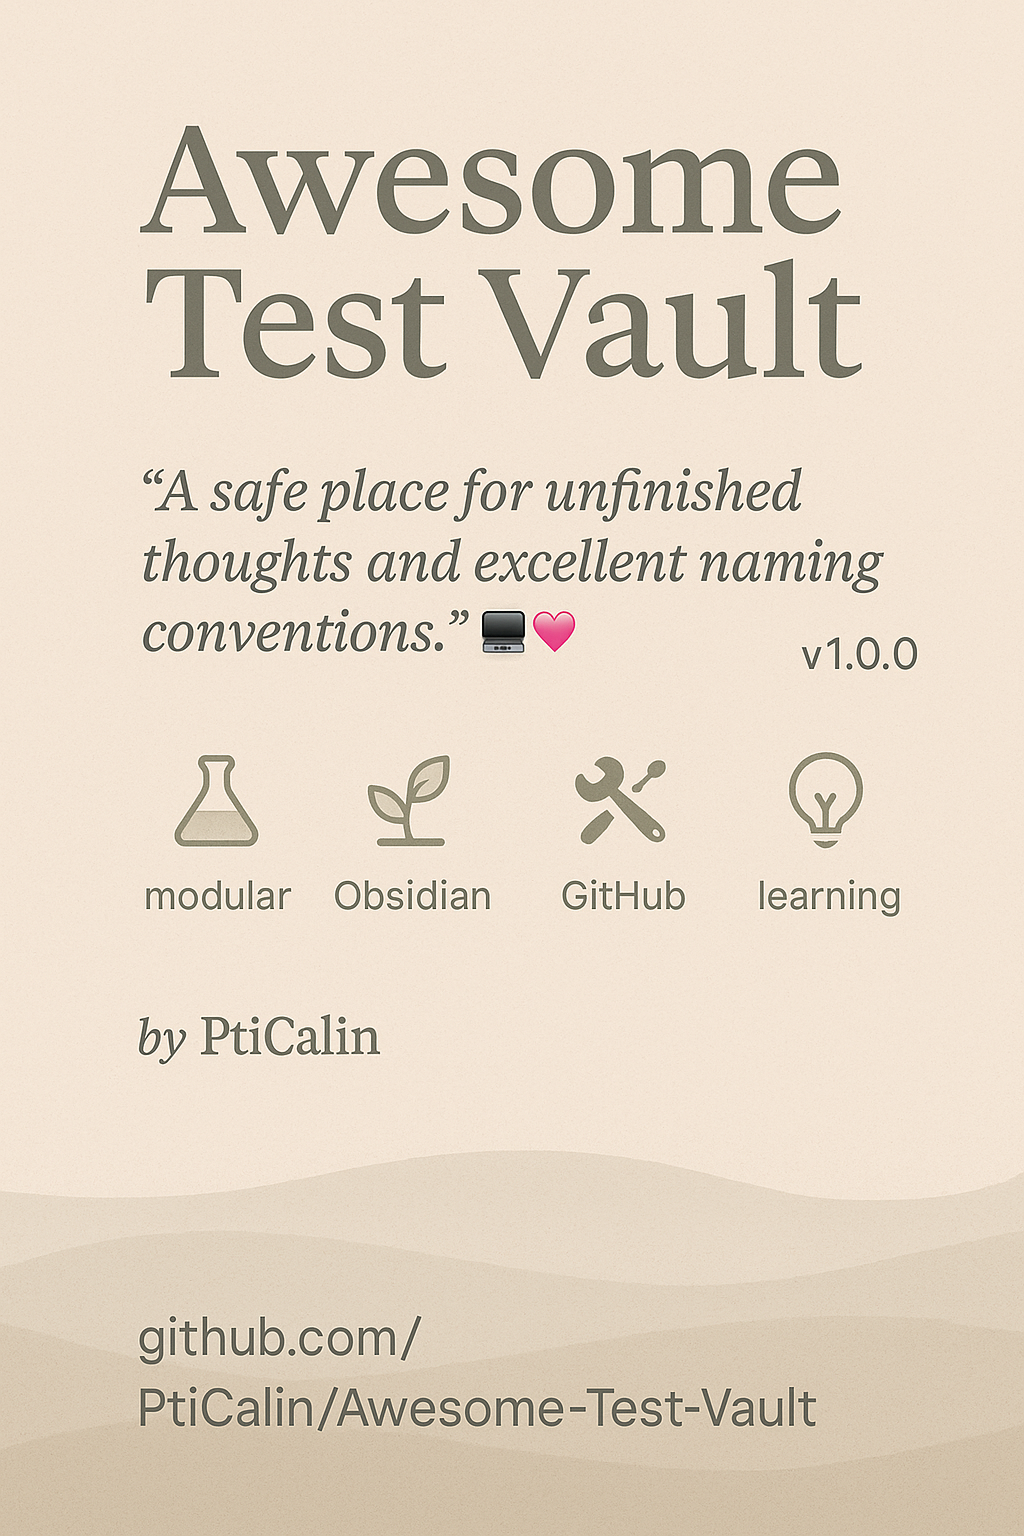 Awesome
Test Vault
“A safe place for unfinished
thoughts and excellent naming
conventions.” 💻🩷
v1.0.0
modular Obsidian GitHub learning
by PtiCalin
github.com/
PtiCalin/Awesome-Test-Vault